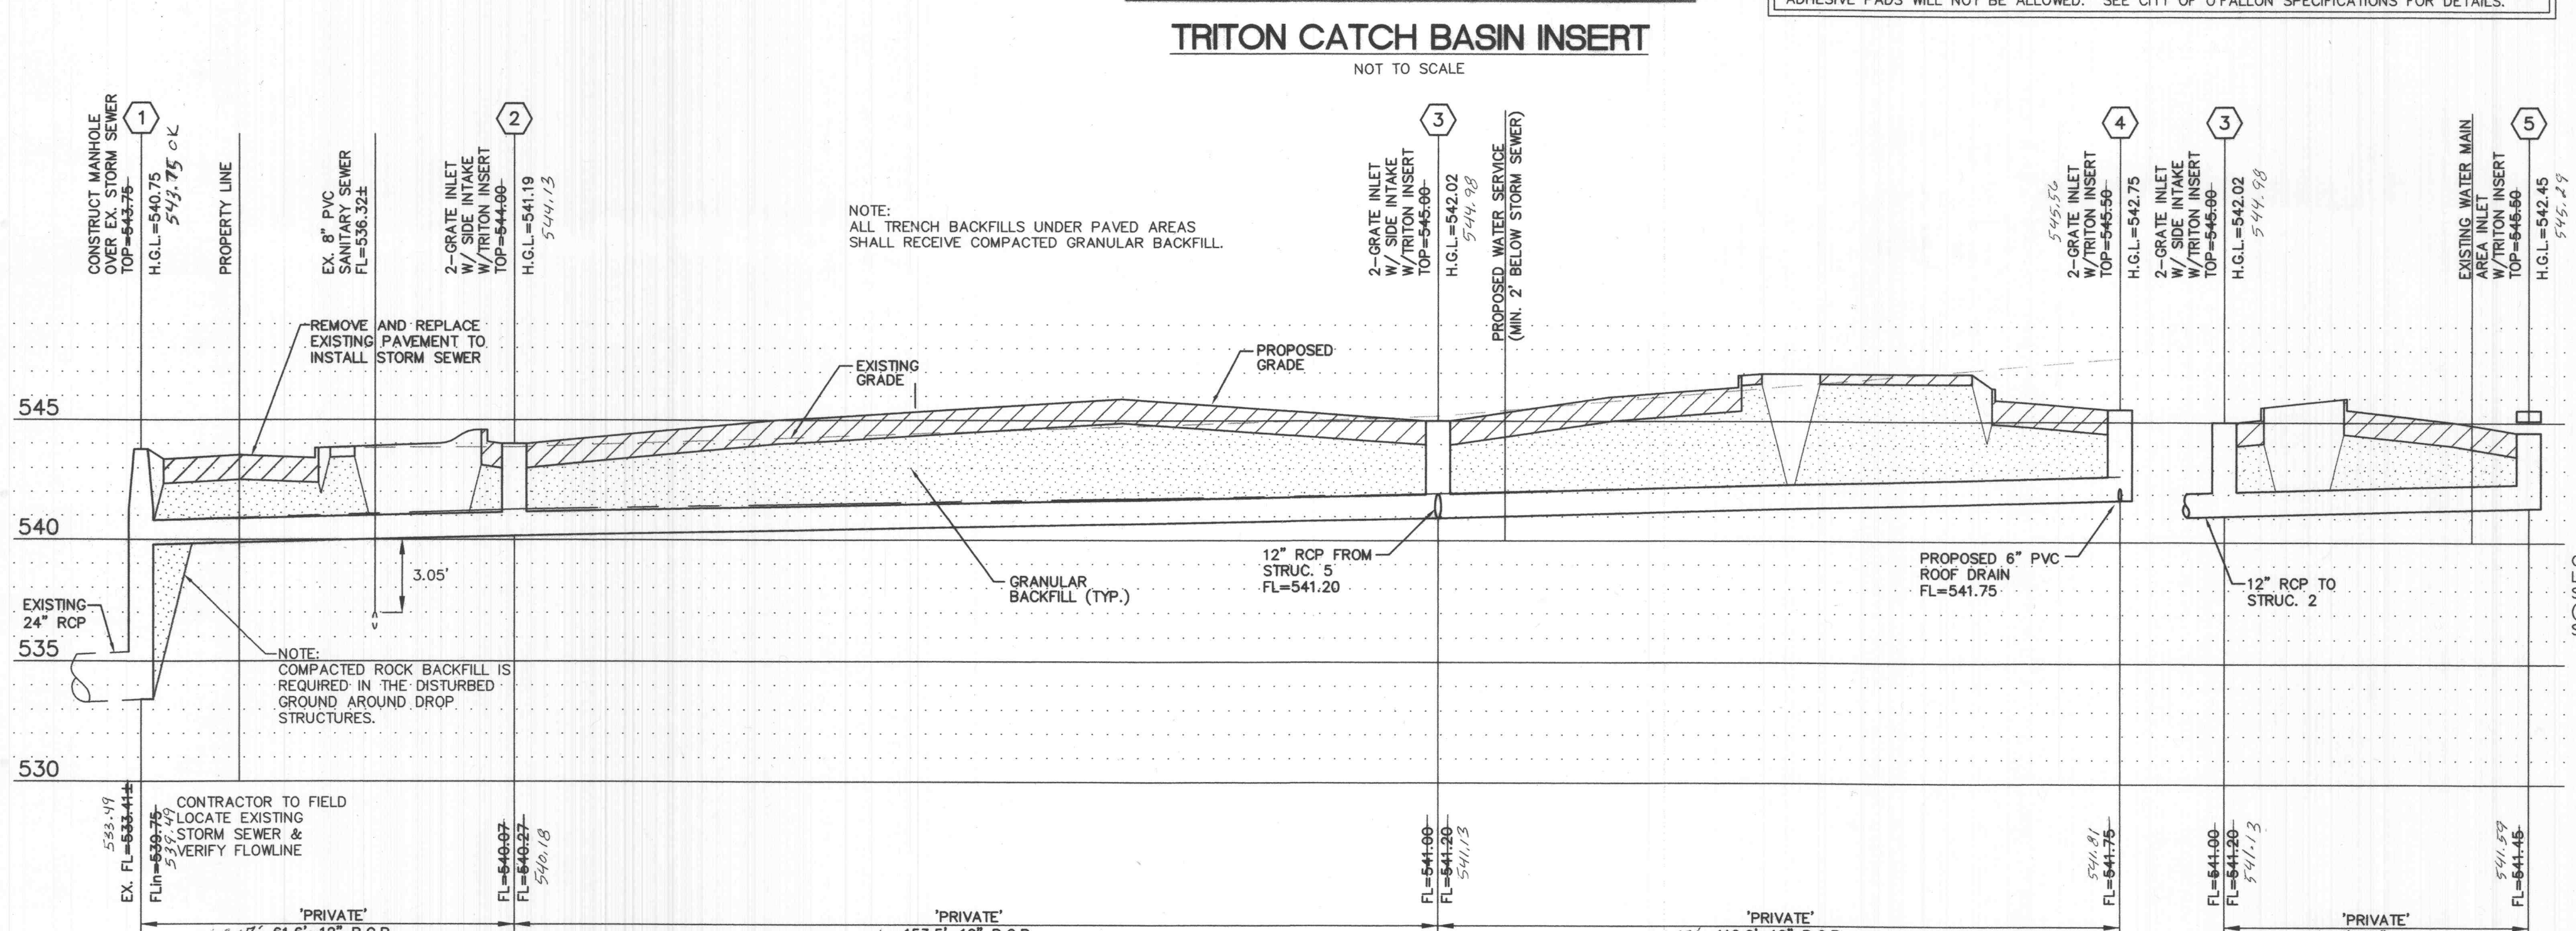 ADHESIVE PADS WILL NOT BE ALLOWED. SEE CITY OF O'FALLON SPECIFICATIONS FOR DETAILS.
TRITON CATCH BASIN INSERT
NOT TO SCALE
1
CONSTRUCT MANHOLE
OVER EX. STORM SEWER
TOP=543.75
H.G.L.=540.75
543.75 OK
PROPERTY LINE
EX. 8" PVC
SANITARY SEWER
FL=536.32±
2
2-GRATE INLET
W/ SIDE INTAKE
W/TRITON INSERT
TOP=544.00
H.G.L.=541.19
544.13
NOTE:
ALL TRENCH BACKFILLS UNDER PAVED AREAS
SHALL RECEIVE COMPACTED GRANULAR BACKFILL.
3
2-GRATE INLET
W/ SIDE INTAKE
W/TRITON INSERT
TOP=545.00
H.G.L.=542.02
544.98
PROPOSED WATER SERVICE
(MIN. 2' BELOW STORM SEWER)
4
545.56
2-GRATE INLET
W/TRITON INSERT
TOP=545.50
H.G.L.=542.75
3
2-GRATE INLET
W/ SIDE INTAKE
W/TRITON INSERT
TOP=545.00
H.G.L.=542.02
544.98
EXISTING WATER MAIN
5
AREA INLET
W/TRITON INSERT
TOP=545.50
H.G.L.=542.45
545.29
REMOVE AND REPLACE
EXISTING PAVEMENT TO
INSTALL STORM SEWER
EXISTING
GRADE
PROPOSED
GRADE
545
540
535
530
3.05'
EXISTING
24" RCP
NOTE:
COMPACTED ROCK BACKFILL IS
REQUIRED IN THE DISTURBED
GROUND AROUND DROP
STRUCTURES.
GRANULAR
BACKFILL (TYP.)
12" RCP FROM
STRUC. 5
FL=541.20
PROPOSED 6" PVC
ROOF DRAIN
FL=541.75
12" RCP TO
STRUC. 2
533.49
EX. FL=533.41±
FLin=539.75
539.49
CONTRACTOR TO FIELD
LOCATE EXISTING
STORM SEWER &
VERIFY FLOWLINE
FL=540.07
FL=540.27
540.18
FL=541.00
FL=541.20
541.13
541.81
FL=541.75
FL=541.00
FL=541.20
541.13
541.59
FL=541.45
'PRIVATE'
'PRIVATE'
'PRIVATE'
'PRIVATE'